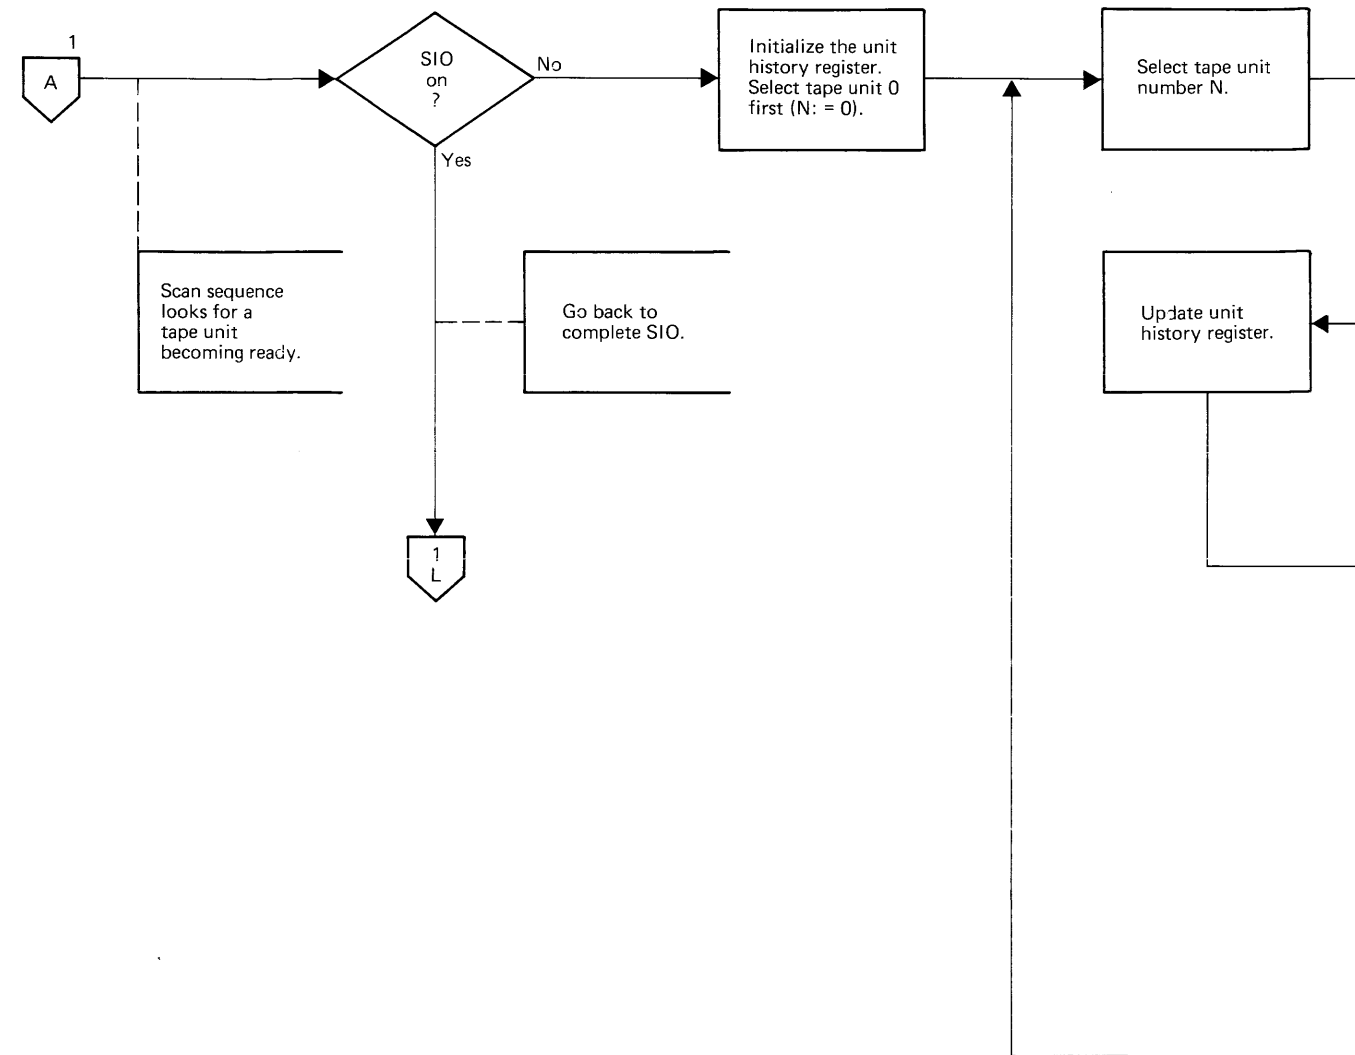 1
A
SIO
on
?
No
Yes
Initialize the unit
history register.
Select tape unit 0
first (N: = 0).
Select tape unit
number N.
Scan sequence
looks for a
tape unit
becoming ready.
Go back to
complete SIO.
Update unit
history register.
1
L